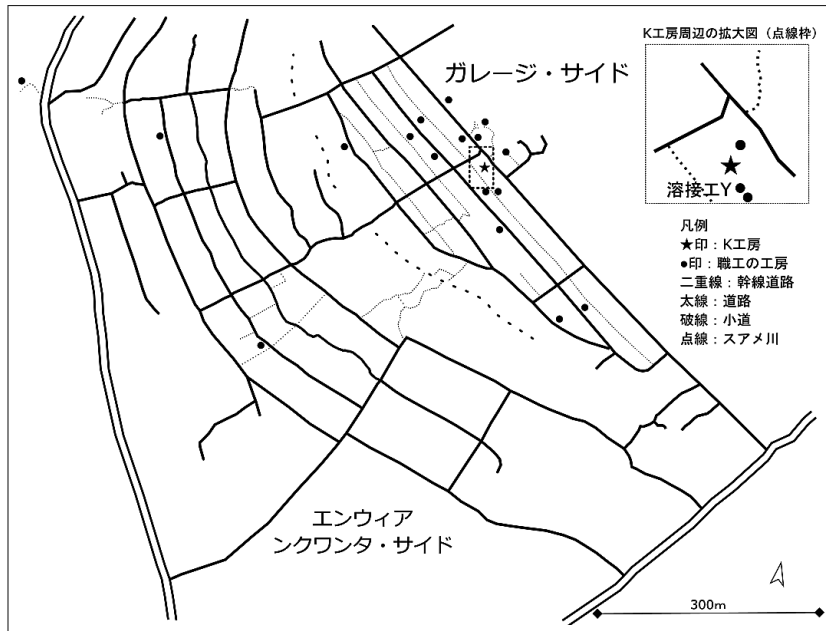 K工房周辺の拡大図（点線枠）
ガレージ・サイド
溶接工Y
凡例
★印：K工房
●印：職工の工房
二重線：幹線道路
太線：道路
破線：小道
点線：スアメ川
エンウィア
ンクワンタ・サイド
300m